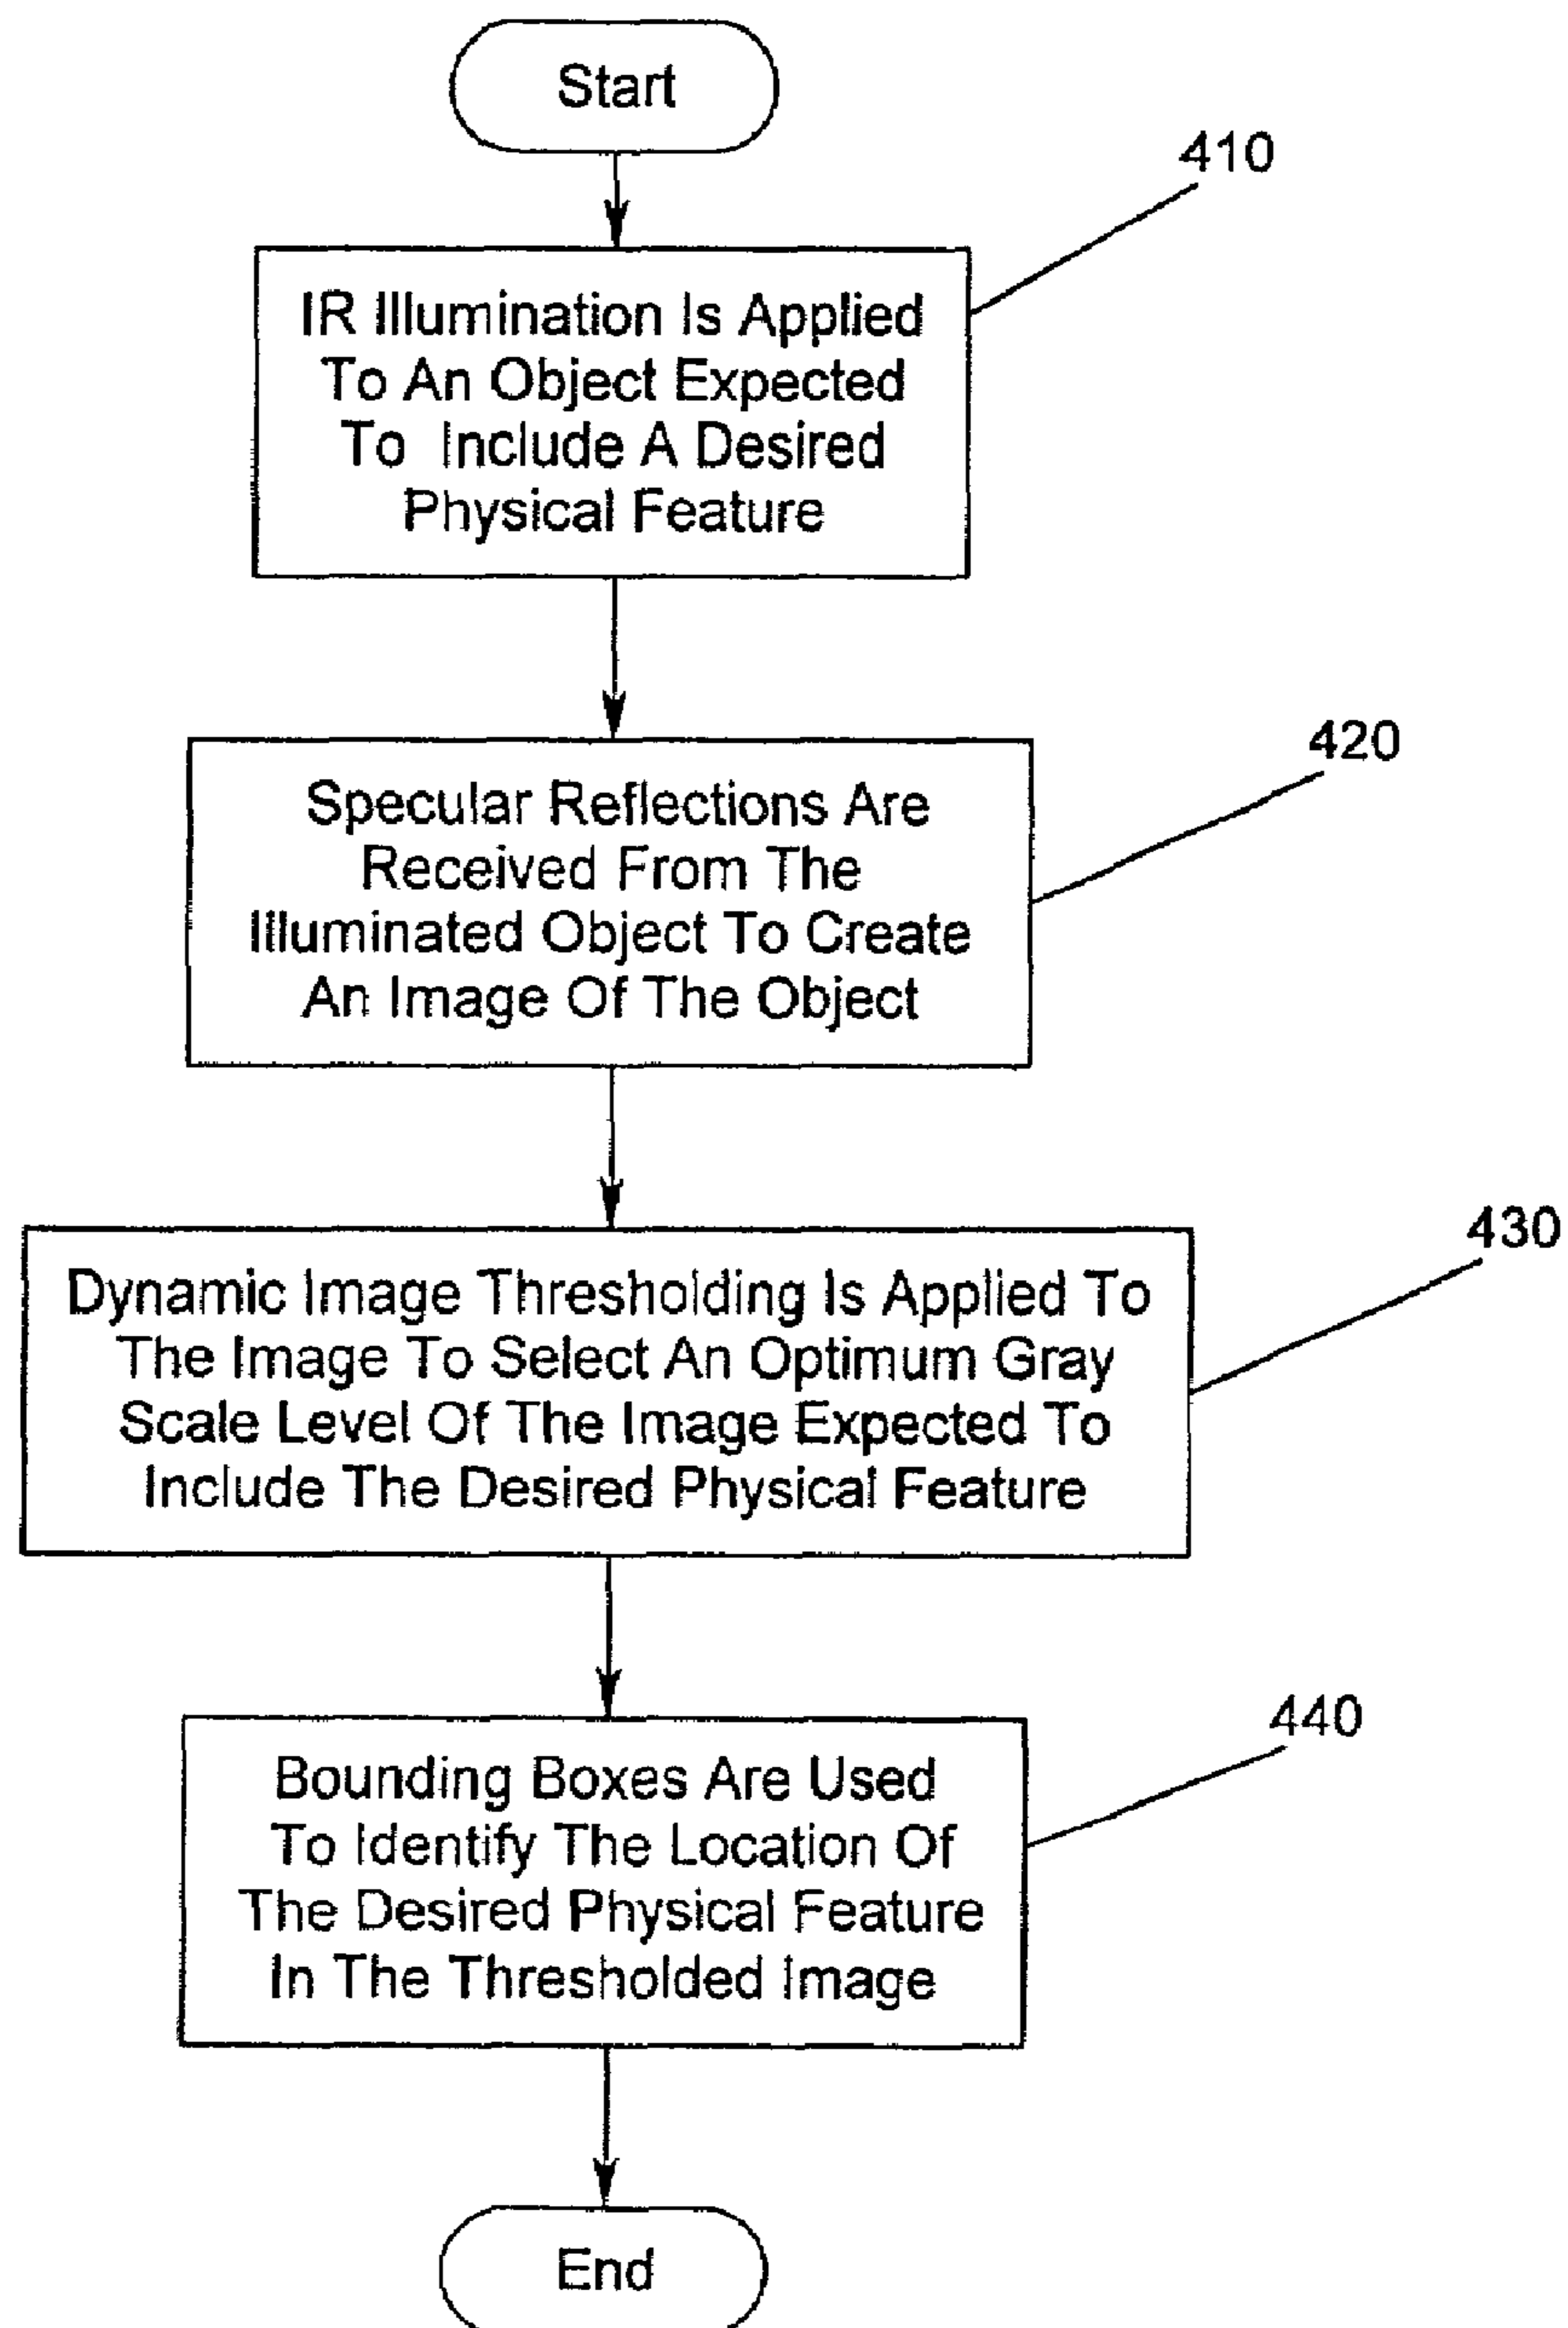 Start
410
IR Illumination Is Applied
To An Object Expected
To Include A Desired
Physical Feature
420
Specular Reflections Are
Received From The
Illuminated Object To Create
An Image Of The Object
430
Dynamic Image Thresholding Is Applied To
The Image To Select An Optimum Gray
Scale Level Of The Image Expected To
Include The Desired Physical Feature
440
Bounding Boxes Are Used
To Identify The Location Of
The Desired Physical Feature
In The Thresholded Image
End